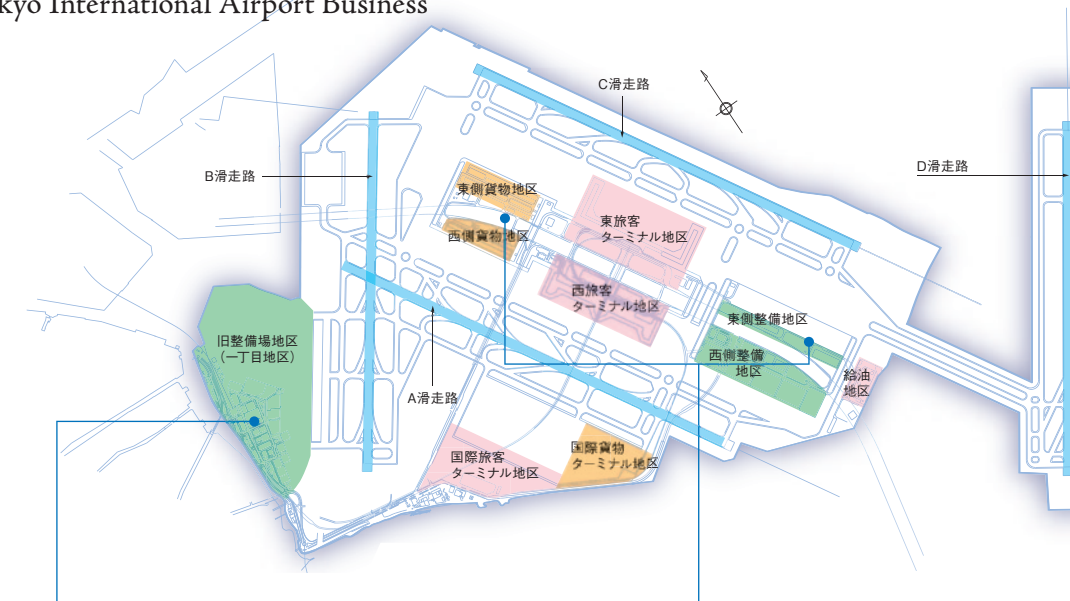 kyo International Airport Business
C滑走路
D滑走路
B滑走路
東側貨物地区
西側貨物地区
東旅客
ターミナル地区
西旅客
ターミナル地区
東側整備地区
西側整備
地区
給油
地区
旧整備場地区
（一丁目地区）
A滑走路
国際旅客
ターミナル地区
国際貨物
ターミナル地区